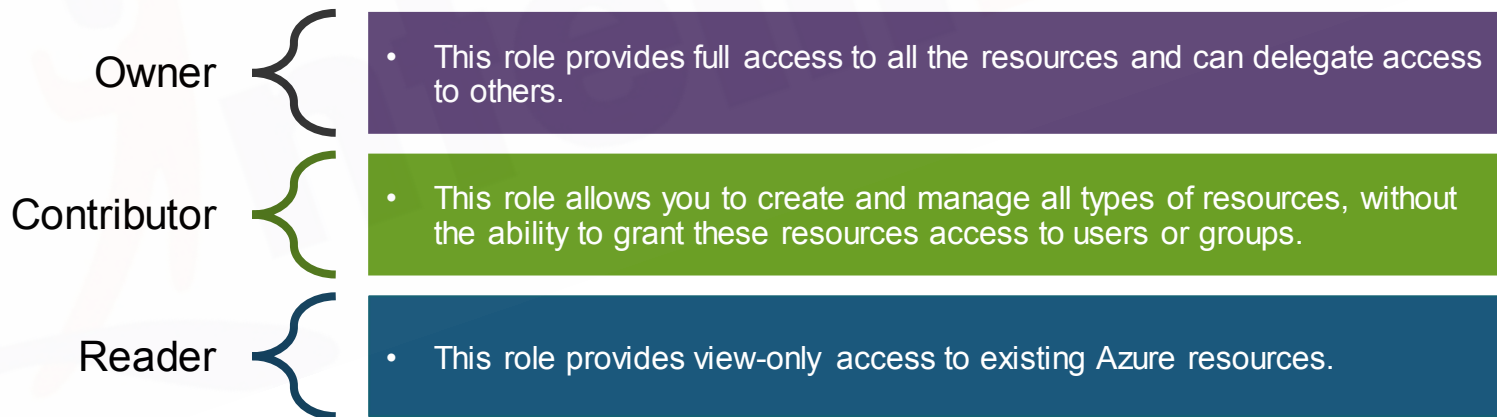 Owner
• This role provides full access to all the resources and can delegate access
to others.
Contributor
• This role allows you to create and manage all types of resources, without
the ability to grant these resources access to users or groups.
Reader
• This role provides view-only access to existing Azure resources.